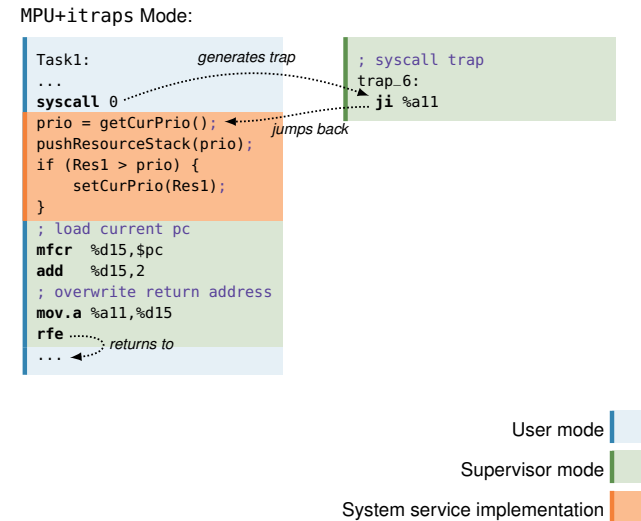 MPU+itraps Mode:
Task1:
...
syscall 0
generates trap
; syscall trap
trap_6:
ji %a11
jumps back
prio = getCurPrio();
pushResourceStack(prio);
if (Res1 > prio) {
setCurPrio(Res1);
}
; load current pc
mfcr %d15,$pc
add %d15,2
; overwrite return address
mov.a %a11,%d15
rfe
returns to
...
User mode
Supervisor mode
System service implementation